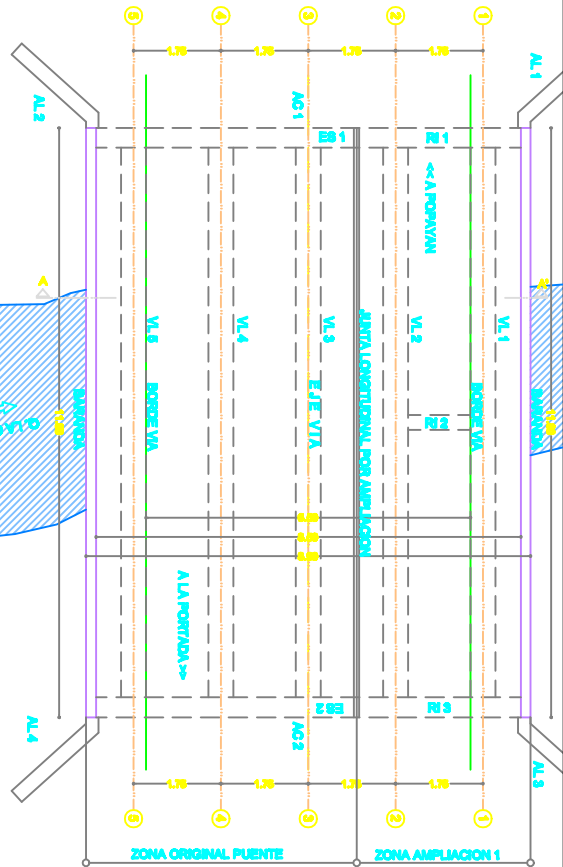 5 4 3 2 1
1.75 1.75 1.75 1.75
AL 1
AL 2
AC 1
ES 1
RI 1
<< A POPAYAN
A
VL 5
VL 4
VL 3
VL 2
VL 1
JUNTA LONGITUDINAL POR AMPLIACION
EJE VIA
BARANDA
BORDE VIA
BORDE VIA
BARANDA
RI 2
A LA PORTADA >>
ES 2
RI 3
AL 4
AC 2
AL 3
1.75 1.75 1.75 1.75
5 4 3 2 1
ZONA ORIGINAL PUENTE
ZONA AMPLIACION 1